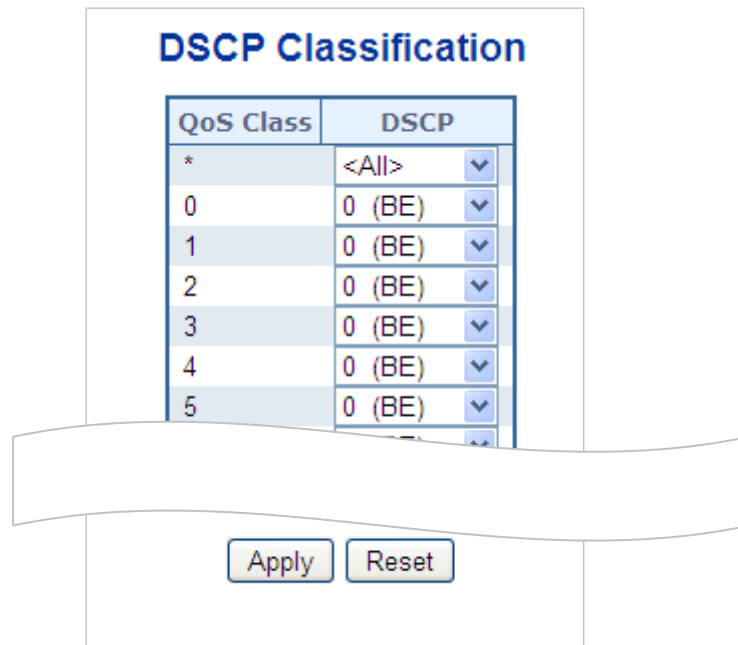 DSCP Classification
QoS Class DSCP
* <All>
0 0 (BE)
1 0 (BE)
2 0 (BE)
3 0 (BE)
4 0 (BE)
5 0 (BE)
Apply Reset